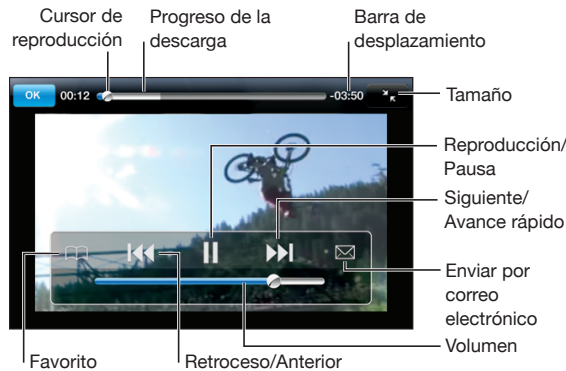 Cursor de
reproducción
Progreso de la
descarga
Barra de
desplazamiento
OK
00:12
-03:50
Tamaño
Reproducción/
Pausa
Siguiente/
Avance rápido
Enviar por
correo
electrónico
Volumen
Favorito
Retroceso/Anterior